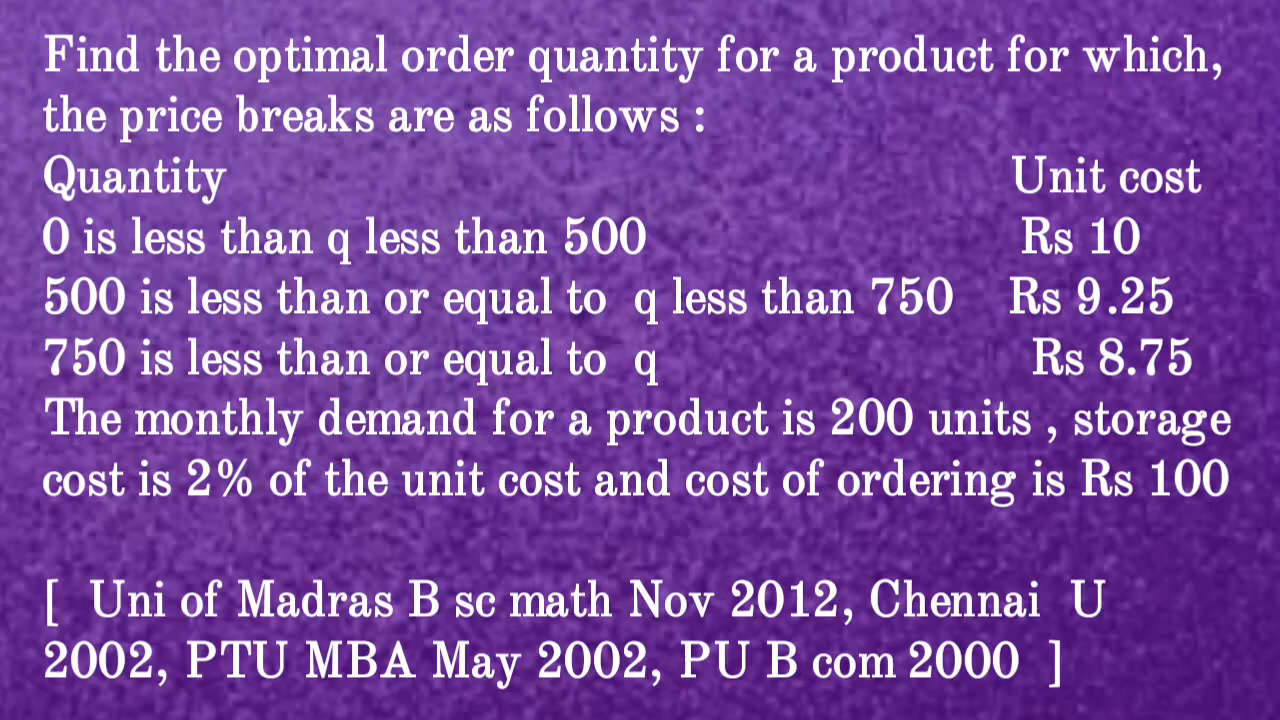 Find the optimal order quantity for a product for which,
the price breaks are as follows :
Quantity Unit cost
0 is less than q less than 500 Rs 10
500 is less than or equal to q less than 750 Rs 9.25
750 is less than or equal to q Rs 8.75
The monthly demand for a product is 200 units , storage
cost is 2% of the unit cost and cost of ordering is Rs 100
[ Uni of Madras B sc math Nov 2012, Chennai U
2002, PTU MBA May 2002, PU B com 2000 ]